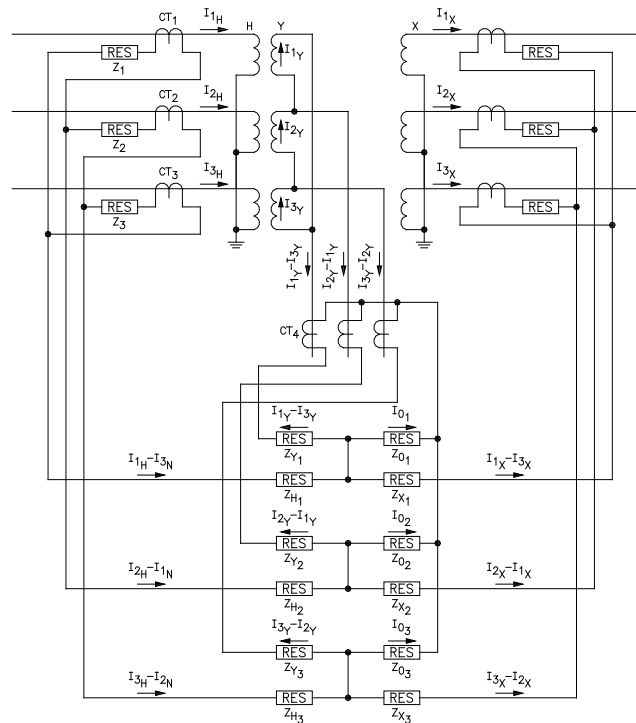 CT1 I1H H Y I1Y X I1X
RES Z1 RES
CT2 I2H I2Y I2X
RES Z2 RES
CT3 I3H I3Y I3X
RES Z3 RES
I1Y-I3Y I2Y-I1Y I3Y-I2Y
CT4
I1Y-I3Y I01
RES RES
ZY1 Z01
I1H-I3N RES RES I1X-I3X
ZH1 ZX1
I2Y-I1Y I02
RES RES
ZY2 Z02
I2H-I1N RES RES I2X-I1X
ZH2 ZX2
I3Y-I2Y I03
RES RES
ZY3 Z03
I3H-I2N RES RES I3X-I2X
ZH3 ZX3